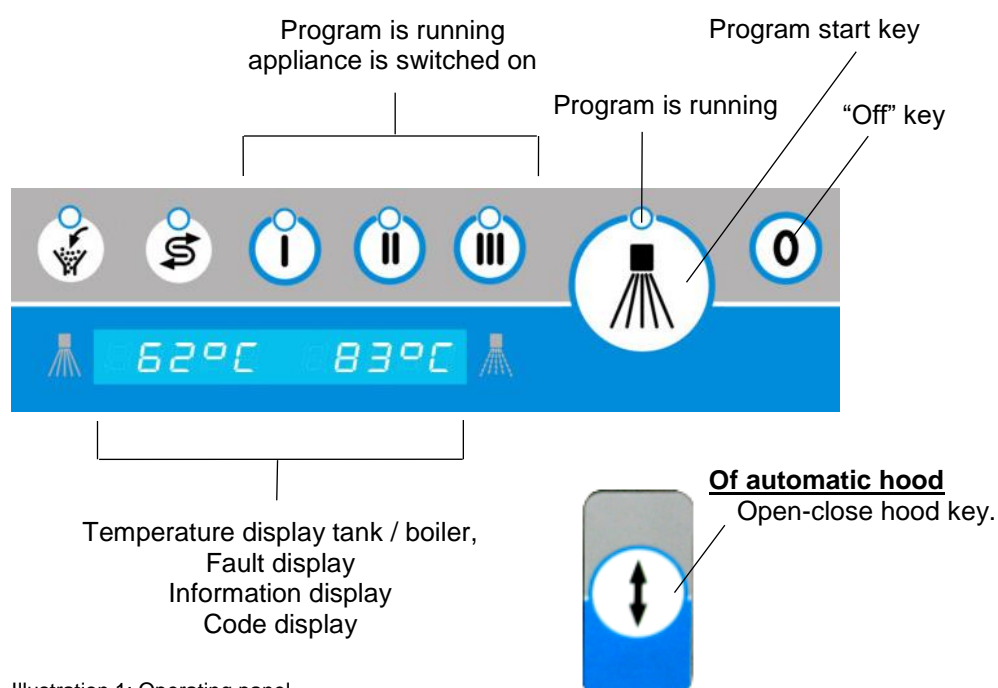 Program is running
appliance is switched on
Program start key
Program is running
“Off” key
I
II
III
0
62°C 83°C
Of automatic hood
Open-close hood key.
Temperature display tank / boiler,
Fault display
Information display
Code display
Illustration 1: Operating panel